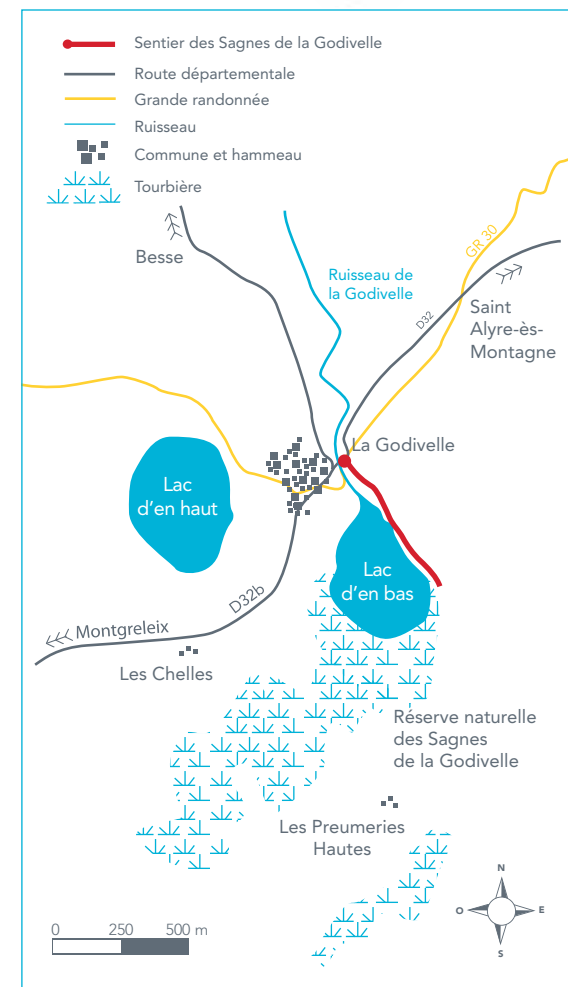 Sentier des Sagnes de la Godivelle
Route départementale
Grande randonnée
Ruisseau
Commune et hammeau
Tourbière
Besse
Ruisseau de
la Godivelle
GR 30
D32
Saint
Alyre-ès-
Montagne
La Godivelle
Lac
d'en haut
Lac
d'en bas
D32b
Montgreleix
Les Chelles
Réserve naturelle
des Sagnes
de la Godivelle
Les Preumeries
Hautes
N
O
E
S
0 250 500 m